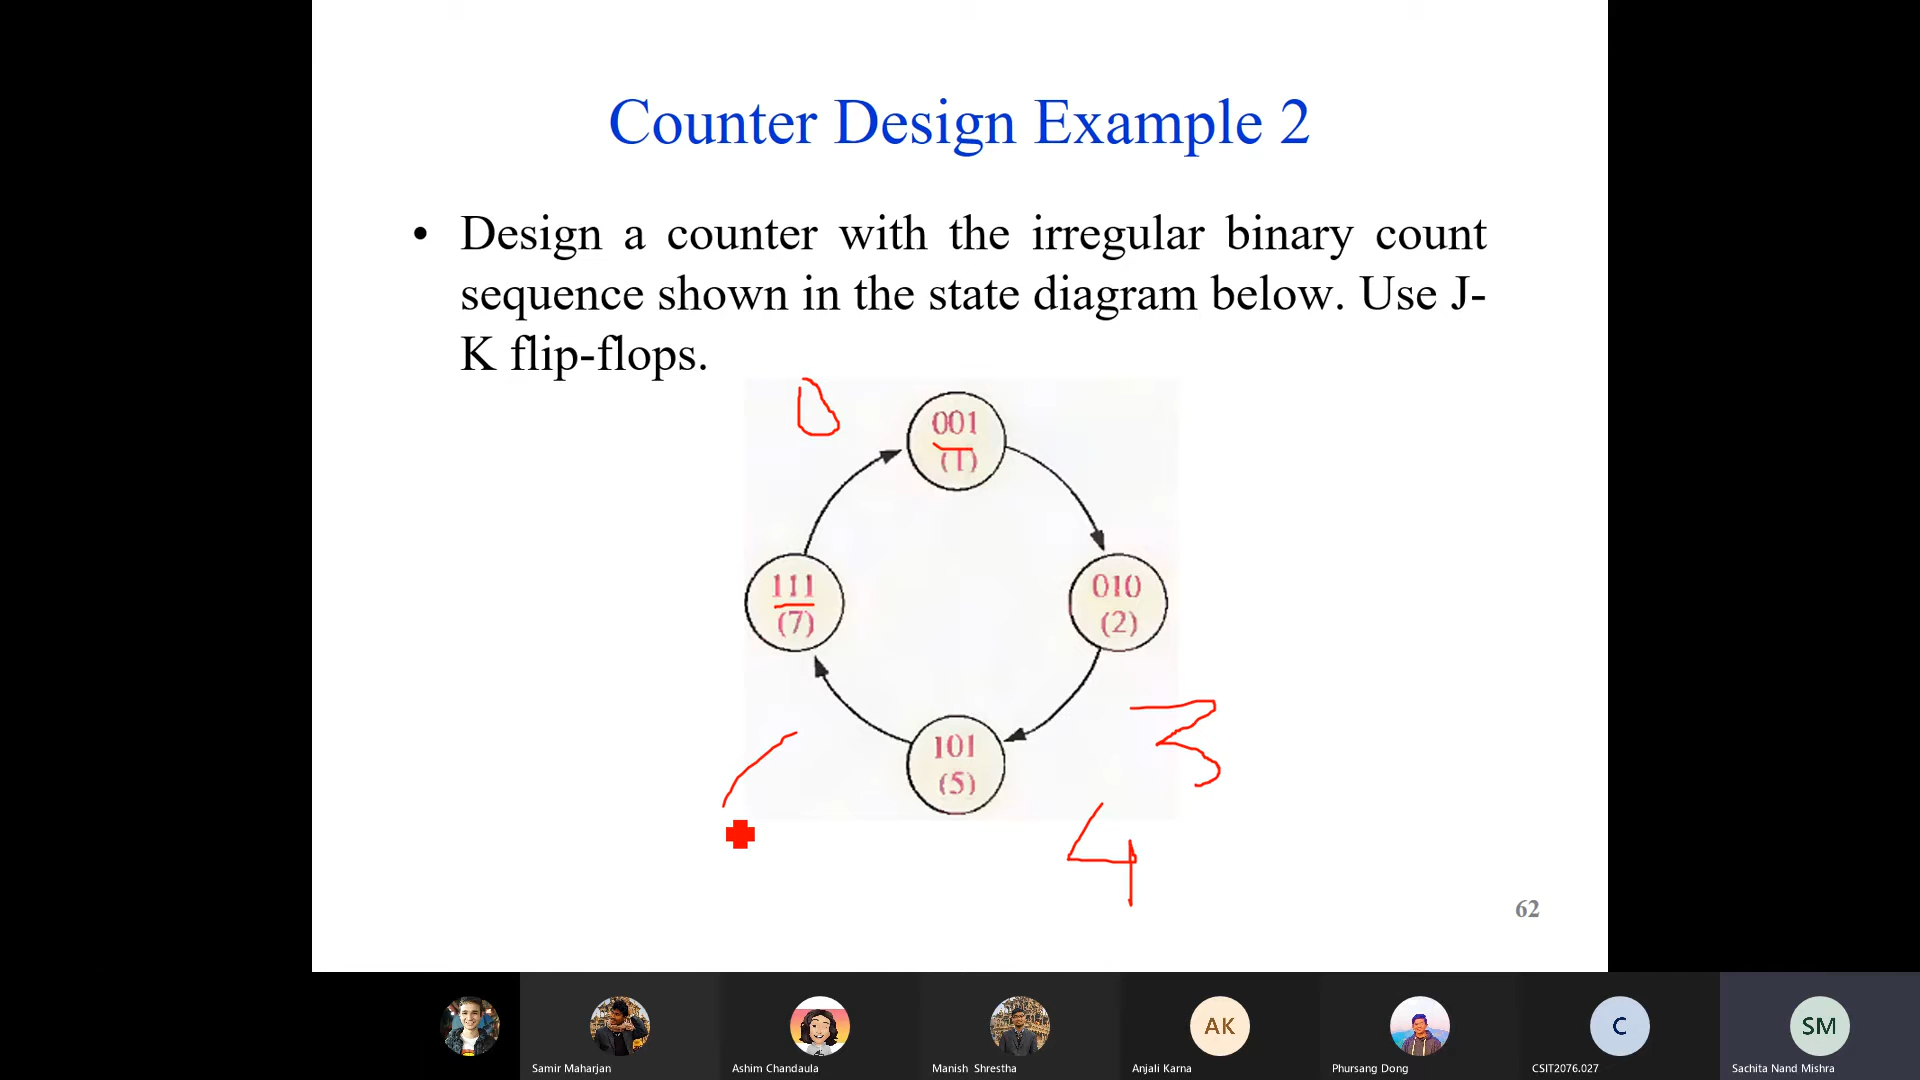 Counter Design Example 2
• Design a counter with the irregular binary count
sequence shown in the state diagram below. Use J-
K flip-flops.
0
001
(1)
111
(7)
010
(2)
101
(5)
3
4
62
AK
C
SM
Samir Maharjan
Ashim Chandaula
Manish Shrestha
Anjali Karna
Phursang Dong
CSIT2076.027
Sachita Nand Mishra